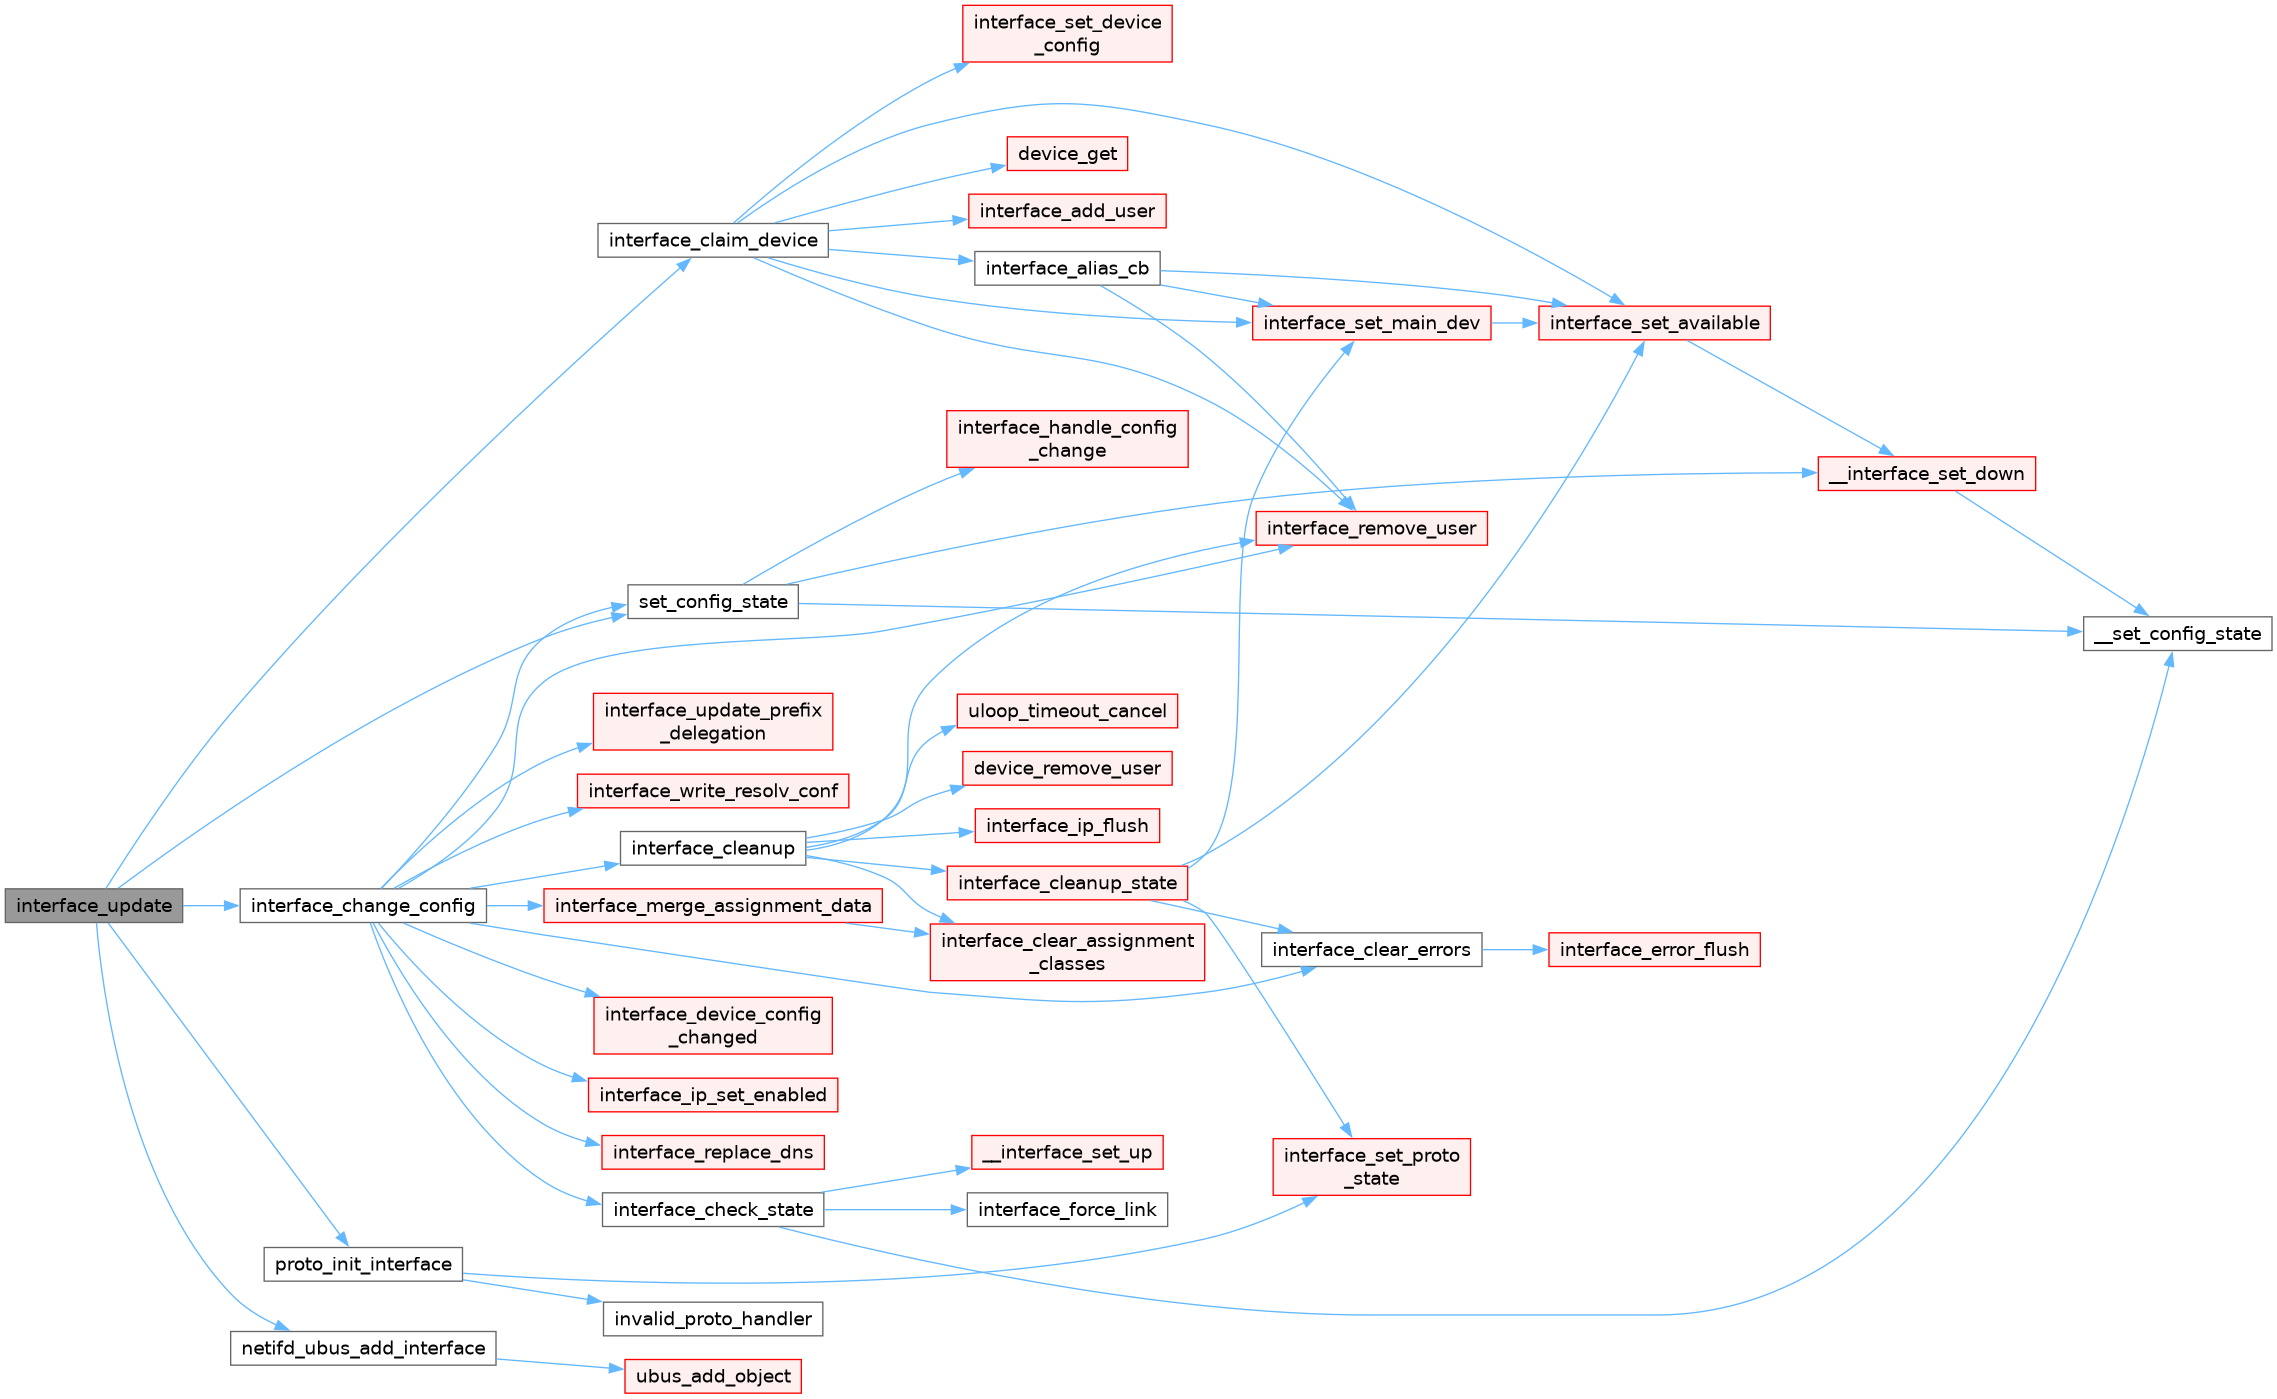 interface_set_device
_config
device_get
interface_claim_device
interface_add_user
interface_alias_cb
interface_set_main_dev
interface_set_available
interface_handle_config
_change
__interface_set_down
interface_remove_user
set_config_state
__set_config_state
interface_update_prefix
_delegation
uloop_timeout_cancel
device_remove_user
interface_write_resolv_conf
interface_ip_flush
interface_cleanup
interface_cleanup_state
interface_update
interface_change_config
interface_merge_assignment_data
interface_clear_assignment
_classes
interface_clear_errors
interface_error_flush
interface_device_config
_changed
interface_ip_set_enabled
interface_replace_dns
__interface_set_up
interface_set_proto
_state
interface_check_state
interface_force_link
proto_init_interface
invalid_proto_handler
netifd_ubus_add_interface
ubus_add_object